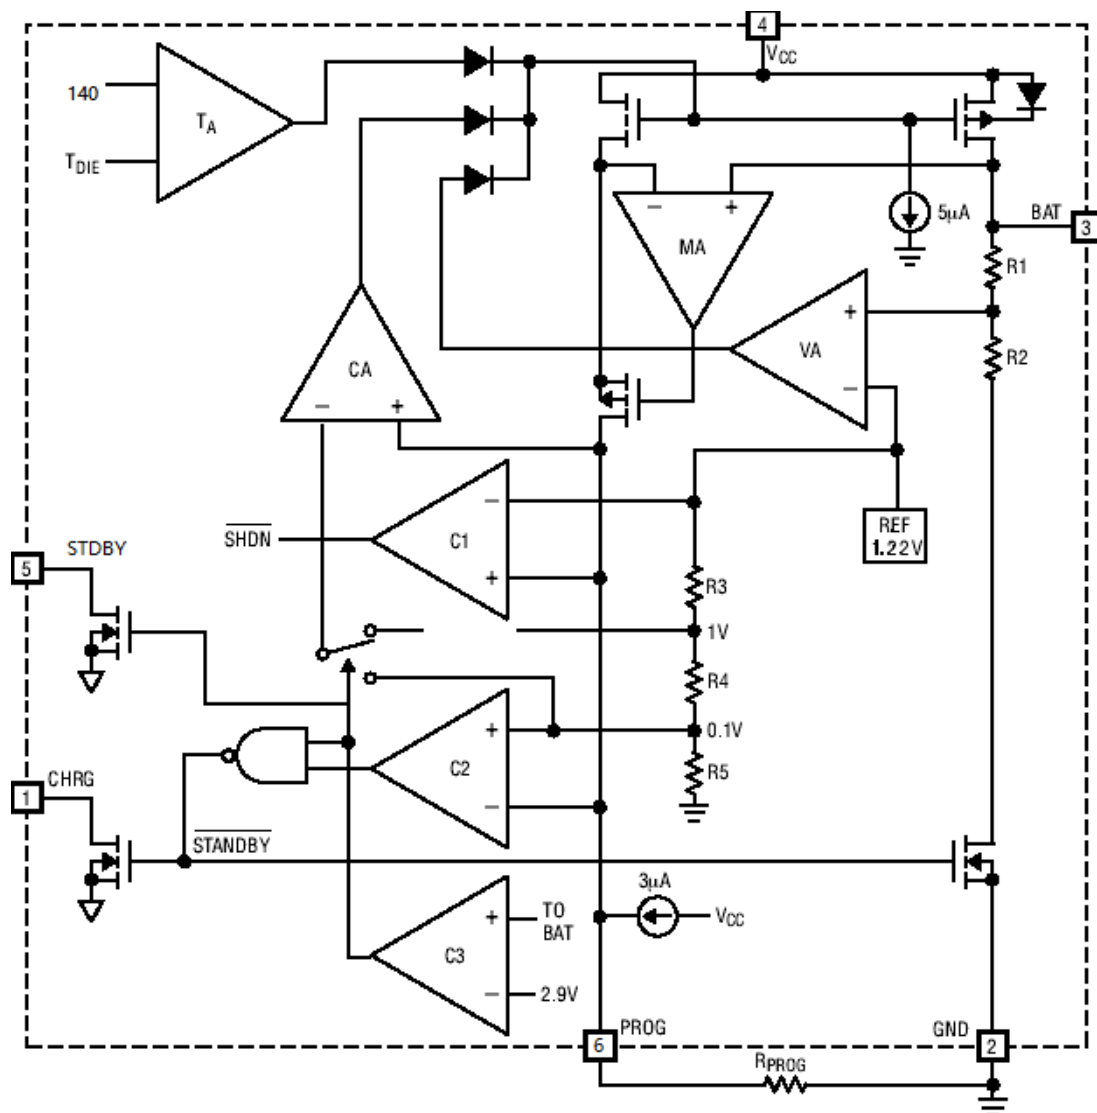 4
VCC
140
TA
TDIE
5µA
BAT
3
− +
MA
R1
+
VA
−
R2
CA
− +
REF
1.22V
SHDN
−
C1
+
STDBY
5
R3
1V
R4
+
0.1V
C2
R5
−
CHRG
1
STANDBY
3µA
VCC
+
TO
BAT
C3
−
2.9V
PROG
6
GND
2
RPROG